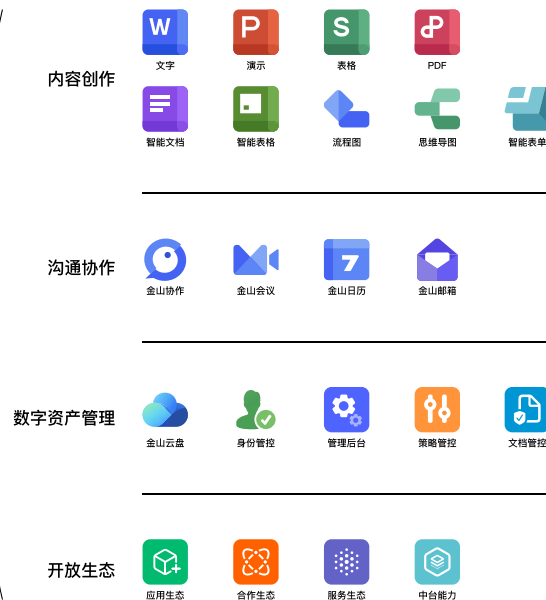 W P S P
文字 演示 表格 PDF
内容创作
智能文档 智能表格 流程图 思维导图 智能表单
7
沟通协作
金山协作 金山会议 金山日历 金山邮箱
数字资产管理
金山云盘 身份管控 管理后台 策略管控 文档管控
开放生态
应用生态 合作生态 服务生态 中台能力